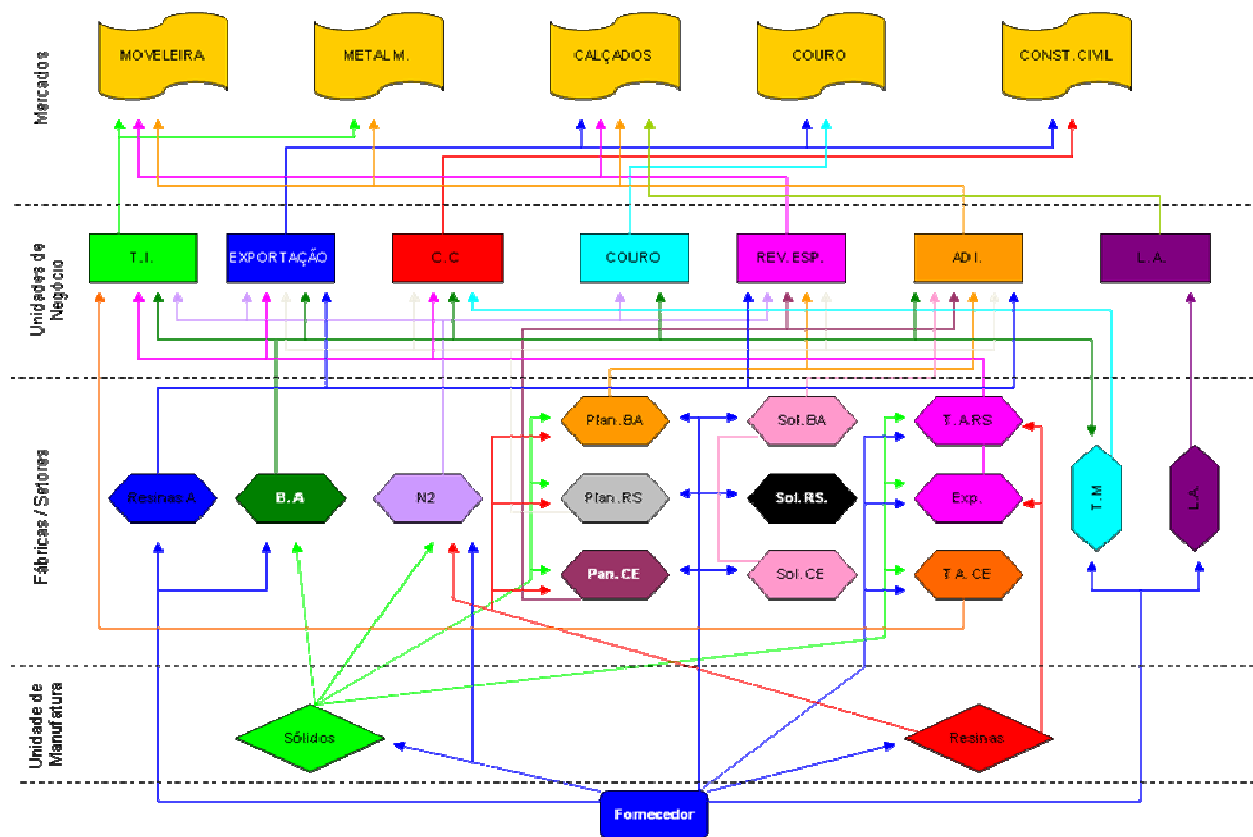 Mercados
MOVELEIRA
METALM.
CALÇADOS
COURO
CONST.CIVIL
Unidades de
Negócio
T.I.
EXPORTAÇÃO
C.C
COURO
REV.ESP.
ADI.
L.A.
Fábricas / Setores
Plan.BA
Sol.BA
T.A.RS
Resinas A
B.A
N2
Plan.RS
Sol.RS.
Exp.
T.M
L.A.
Pan.CE
Sol.CE
T.A.CE
Unidade de
Manufatura
Sólidos
Resinas
Fornecedor